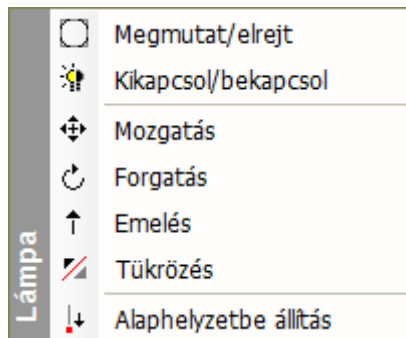 Megmutat/elrejt
Kikapcsol/bekapcsol
Mozgatás
Forgatás
Emelés
Tükrözés
Alaphelyzetbe állítás
Lámpa